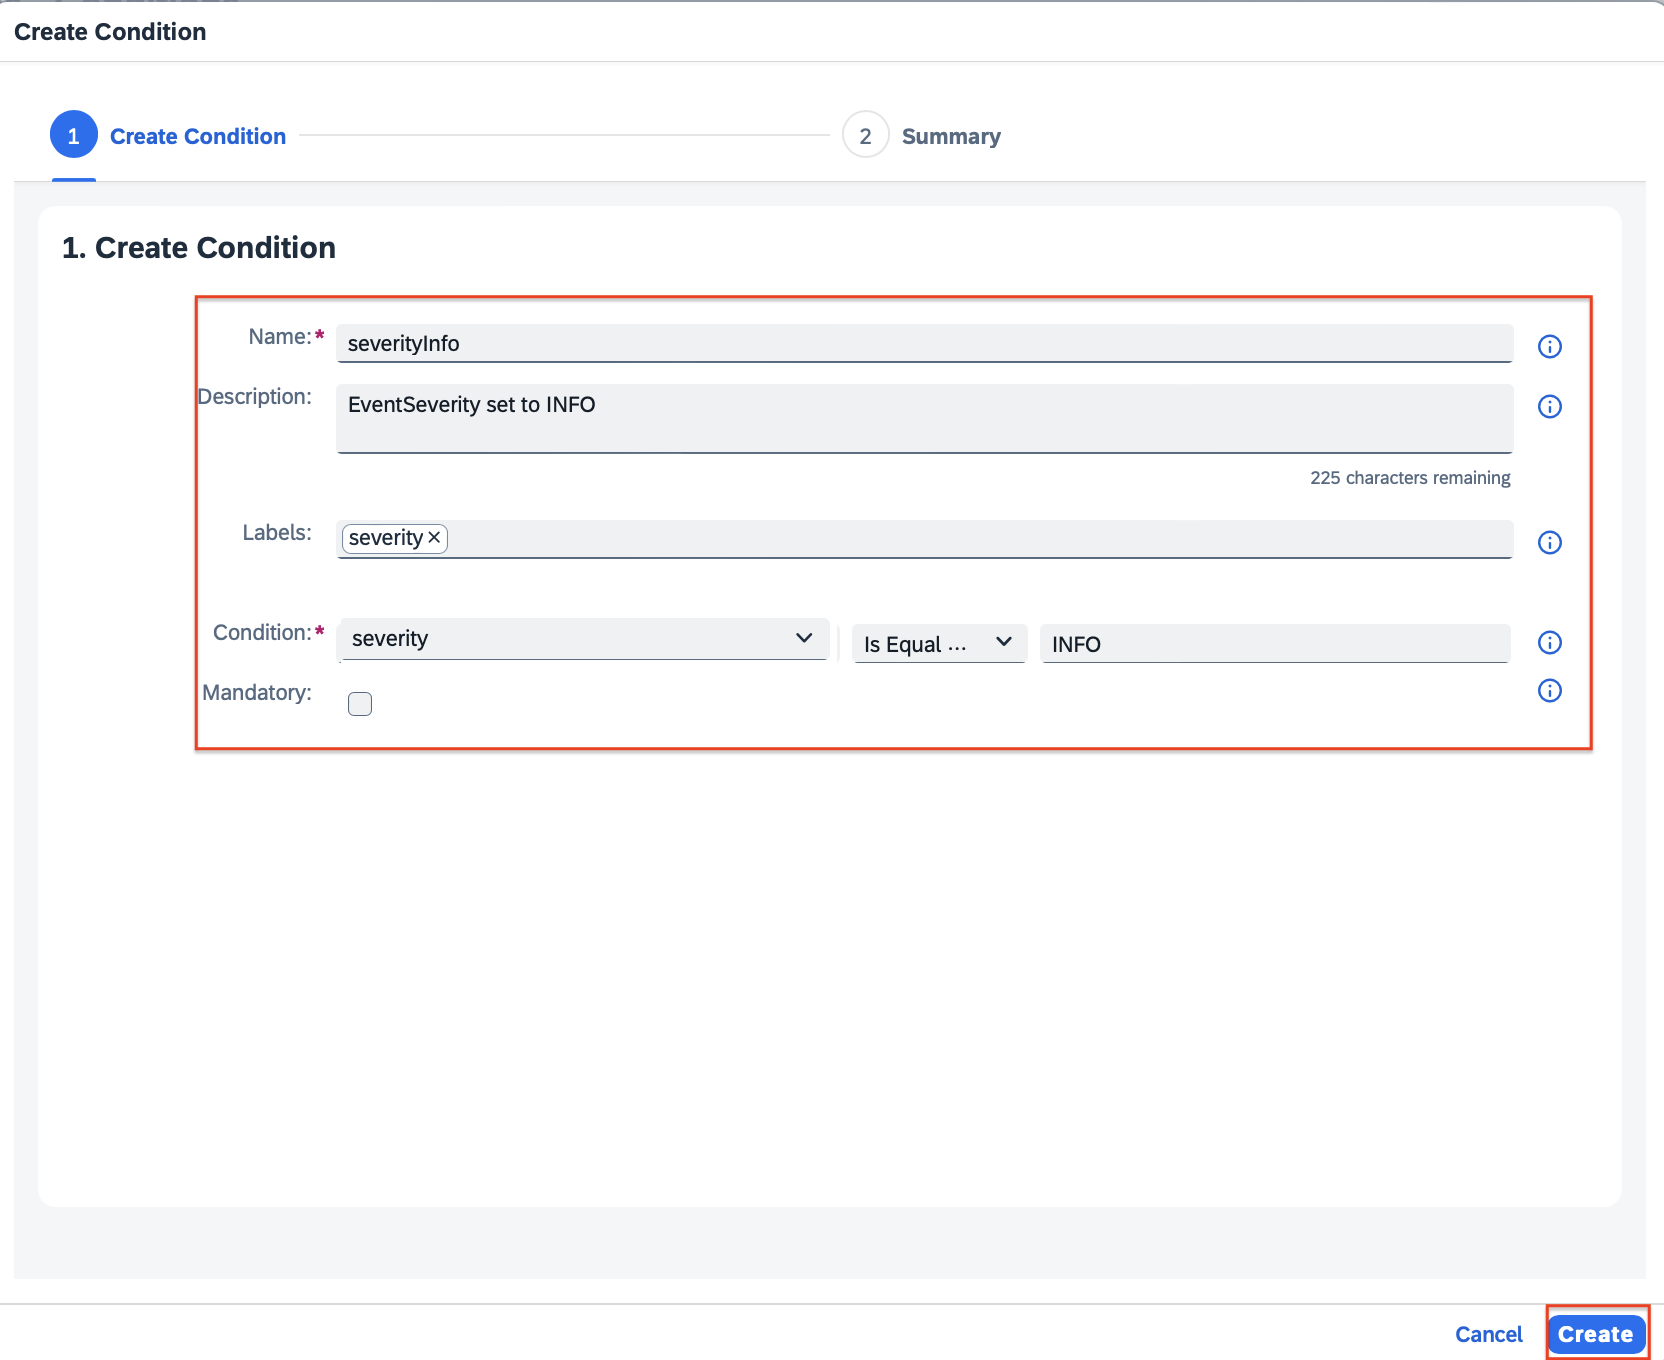 Create Condition
1 Create Condition 2 Summary
1. Create Condition
Name:* severityInfo
Description: EventSeverity set to INFO
225 characters remaining
Labels: severity ×
Condition:* severity Is Equal ... INFO
Mandatory:
Cancel Create